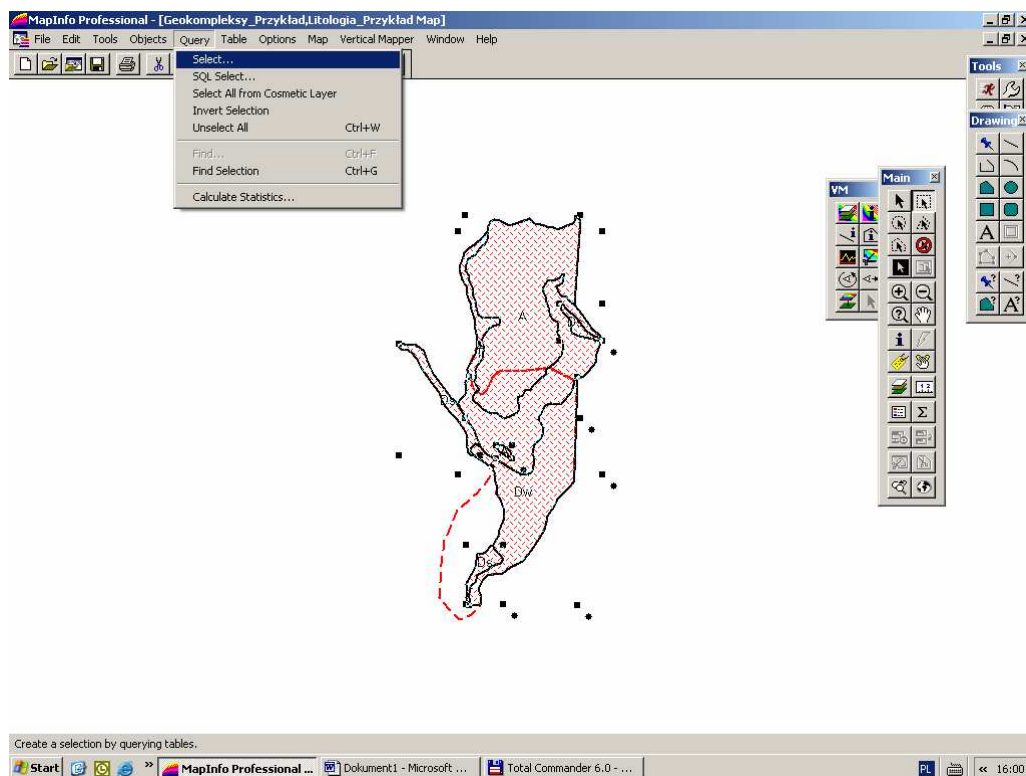 MapInfo Professional - [Geokompleksy_Przykład,Litologia_Przykład Map]
File Edit Tools Objects Query Table Options Map Vertical Mapper Window Help
Select...
SQL Select...
Select All from Cosmetic Layer
Invert Selection
Unselect All Ctrl+W
Find... Ctrl+F
Find Selection Ctrl+G
Calculate Statistics...
Tools
Drawing
Main
VM
A
Ds
Dw
Ds
Create a selection by querying tables.
Start » MapInfo Professional ... Dokument1 - Microsoft ... Total Commander 6.0 - ... PL « 16:00